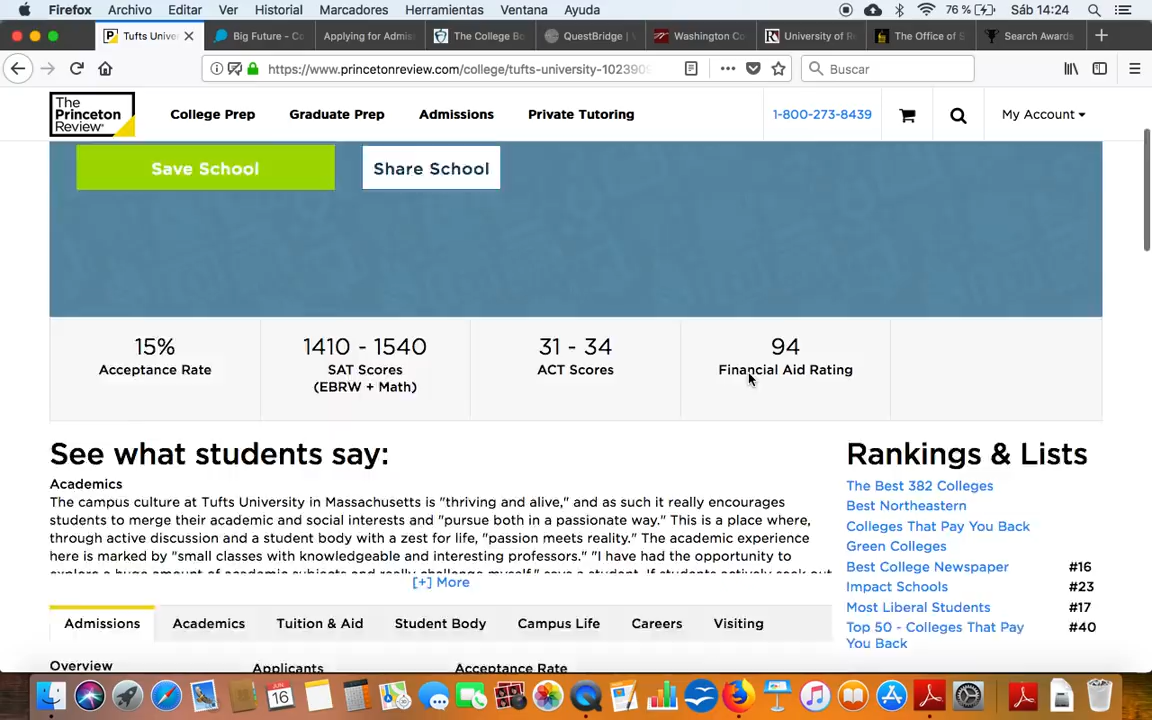 Firefox Archivo Editar Ver Historial Marcadores Herramientas Ventana Ayuda 76 % Sáb 14:24
Tufts Univer Big Future - Co Applying for Admis The College Bo QuestBridge | Washington Co University of R The Office of S Search Awards
https://www.princetonreview.com/college/tufts-university-102390 Buscar
The Princeton Review
College Prep Graduate Prep Admissions Private Tutoring 1-800-273-8439 My Account
Save School Share School
15% 1410 - 1540 31 - 34 94
Acceptance Rate SAT Scores ACT Scores Financial Aid Rating
(EBRW + Math)
See what students say:
Academics
The campus culture at Tufts University in Massachusetts is "thriving and alive," and as such it really encourages
students to merge their academic and social interests and "pursue both in a passionate way." This is a place where,
through active discussion and a student body with a zest for life, "passion meets reality." The academic experience
here is marked by "small classes with knowledgeable and interesting professors." "I have had the opportunity to
explore a huge amount of academic subjects and really challenge myself," says a student. If students actively seek out
[+] More
Rankings & Lists
The Best 382 Colleges
Best Northeastern
Colleges That Pay You Back
Green Colleges
Best College Newspaper #16
Impact Schools #23
Most Liberal Students #17
Top 50 - Colleges That Pay You Back #40
Admissions Academics Tuition & Aid Student Body Campus Life Careers Visiting
Overview Applicants Acceptance Rate
16